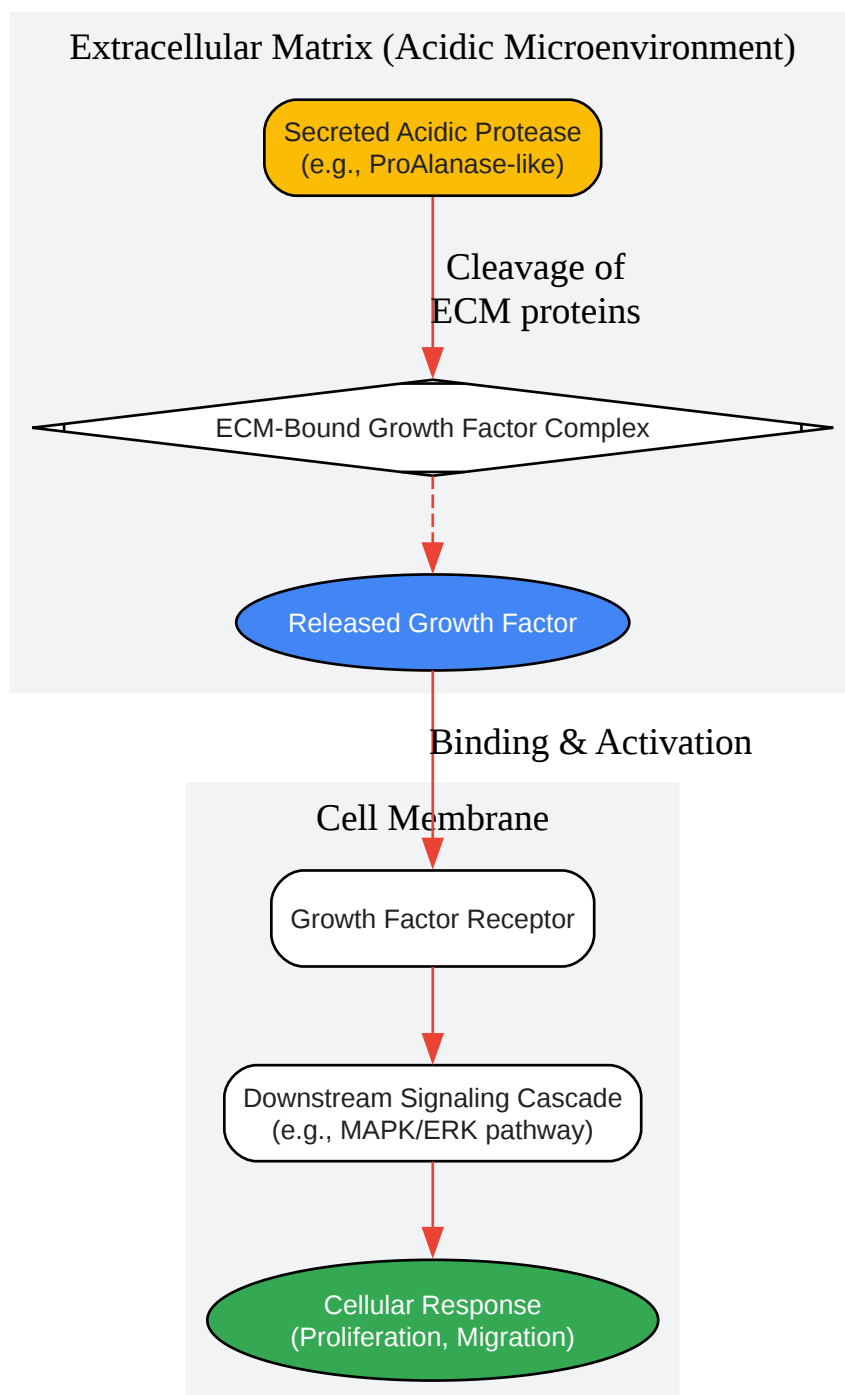 Extracellular Matrix (Acidic Microenvironment)
Secreted Acidic Protease
(e.g., ProAlanase-like)
Cleavage of
ECM proteins
ECM-Bound Growth Factor Complex
Released Growth Factor
Binding & Activation
Cell Membrane
Growth Factor Receptor
Downstream Signaling Cascade
(e.g., MAPK/ERK pathway)
Cellular Response
(Proliferation, Migration)